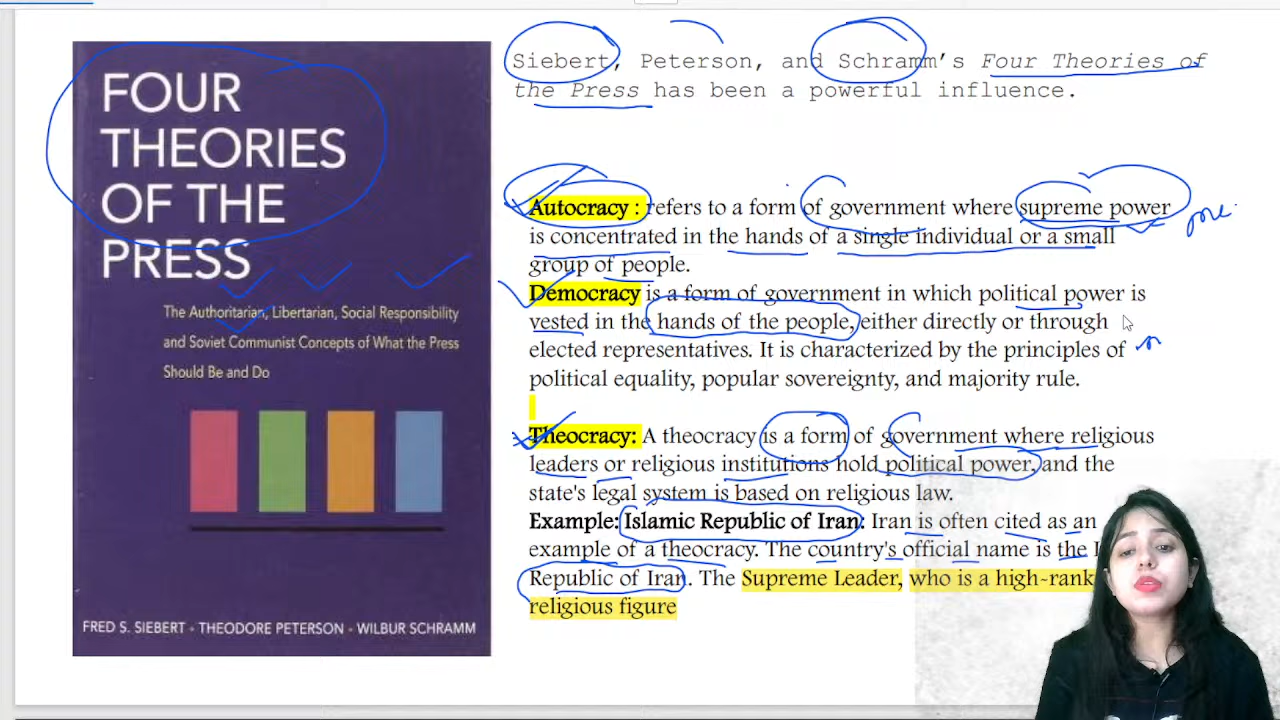 FOUR
THEORIES
OF THE
PRESS
The Authoritarian, Libertarian, Social Responsibility
and Soviet Communist Concepts of What the Press
Should Be and Do
FRED S. SIEBERT · THEODORE PETERSON · WILBUR SCHRAMM
Siebert, Peterson, and Schramm's Four Theories of
the Press has been a powerful influence.
Autocracy : refers to a form of government where supreme power
is concentrated in the hands of a single individual or a small
group of people.
Democracy is a form of government in which political power is
vested in the hands of the people, either directly or through
elected representatives. It is characterized by the principles of
political equality, popular sovereignty, and majority rule.
Theocracy: A theocracy is a form of government where religious
leaders or religious institutions hold political power, and the
state's legal system is based on religious law.
Example: Islamic Republic of Iran: Iran is often cited as an
example of a theocracy. The country's official name is the
Republic of Iran. The Supreme Leader, who is a high-rank
religious figure